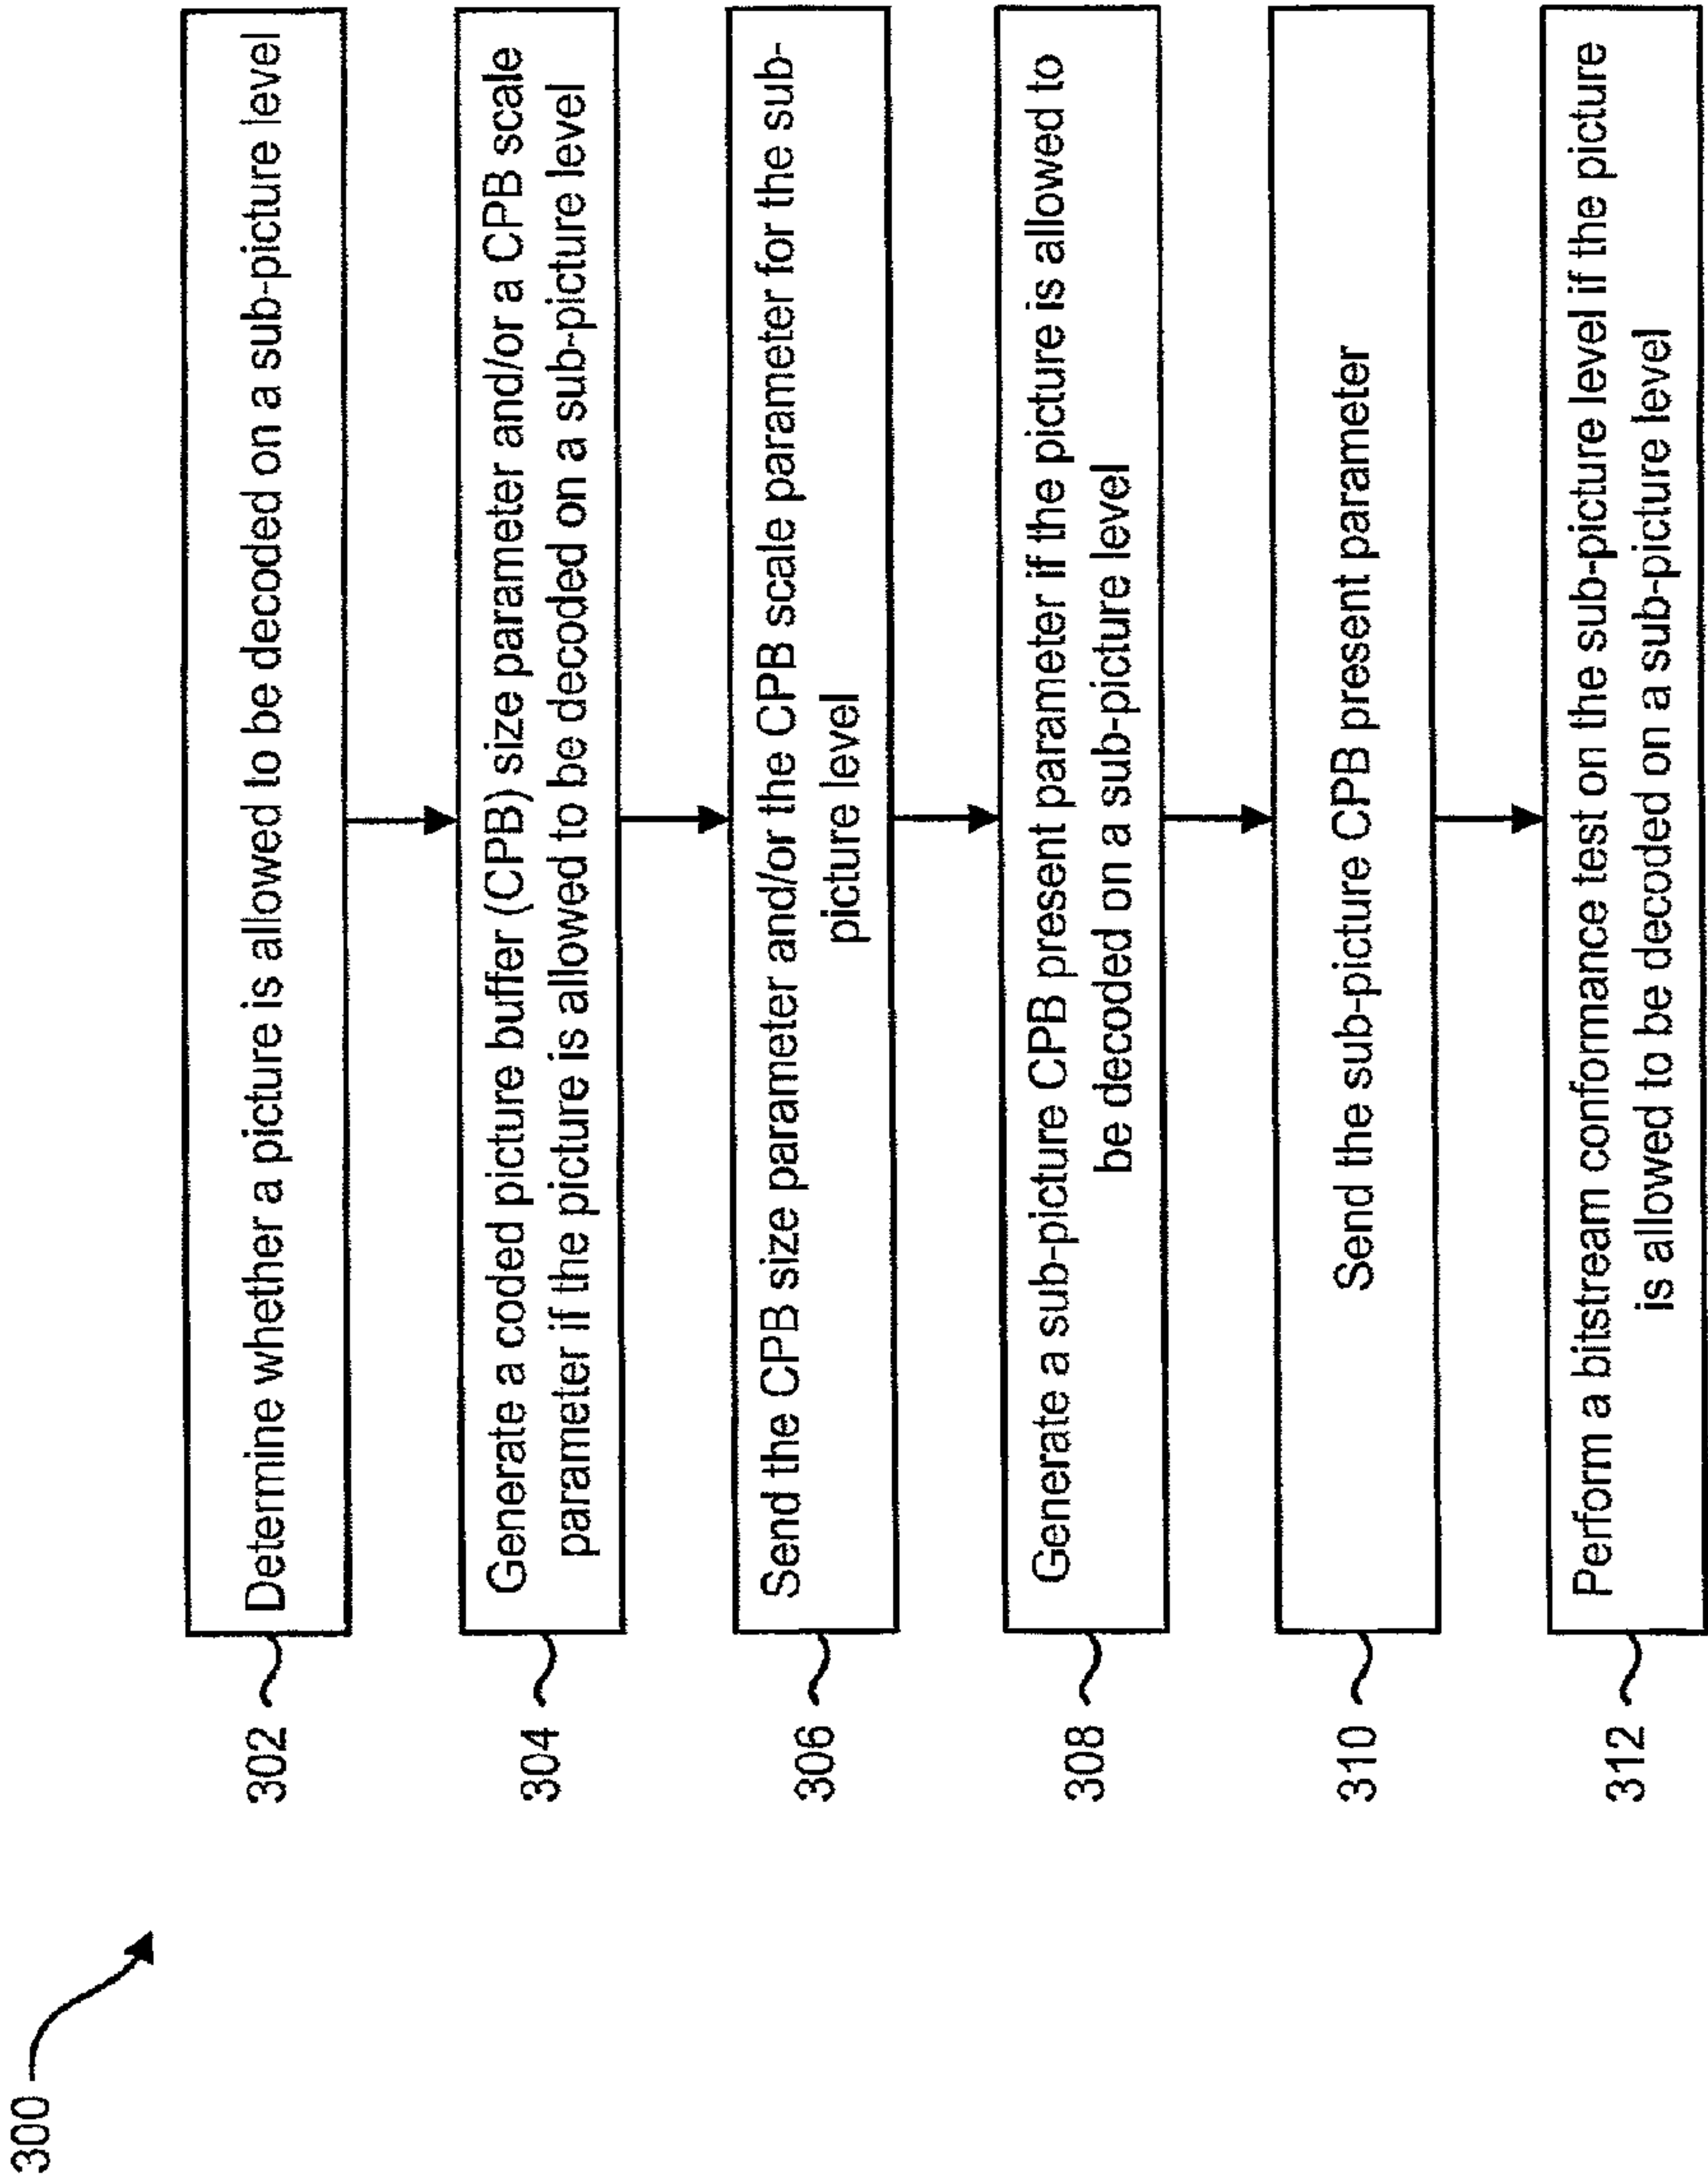 300
302
Determine whether a picture is allowed to be decoded on a sub-picture level
304
Generate a coded picture buffer (CPB) size parameter and/or a CPB scale
parameter if the picture is allowed to be decoded on a sub-picture level
306
Send the CPB size parameter and/or the CPB scale parameter for the sub-
picture level
308
Generate a sub-picture CPB present parameter if the picture is allowed to
be decoded on a sub-picture level
310
Send the sub-picture CPB present parameter
312
Perform a bitstream conformance test on the sub-picture level if the picture
is allowed to be decoded on a sub-picture level